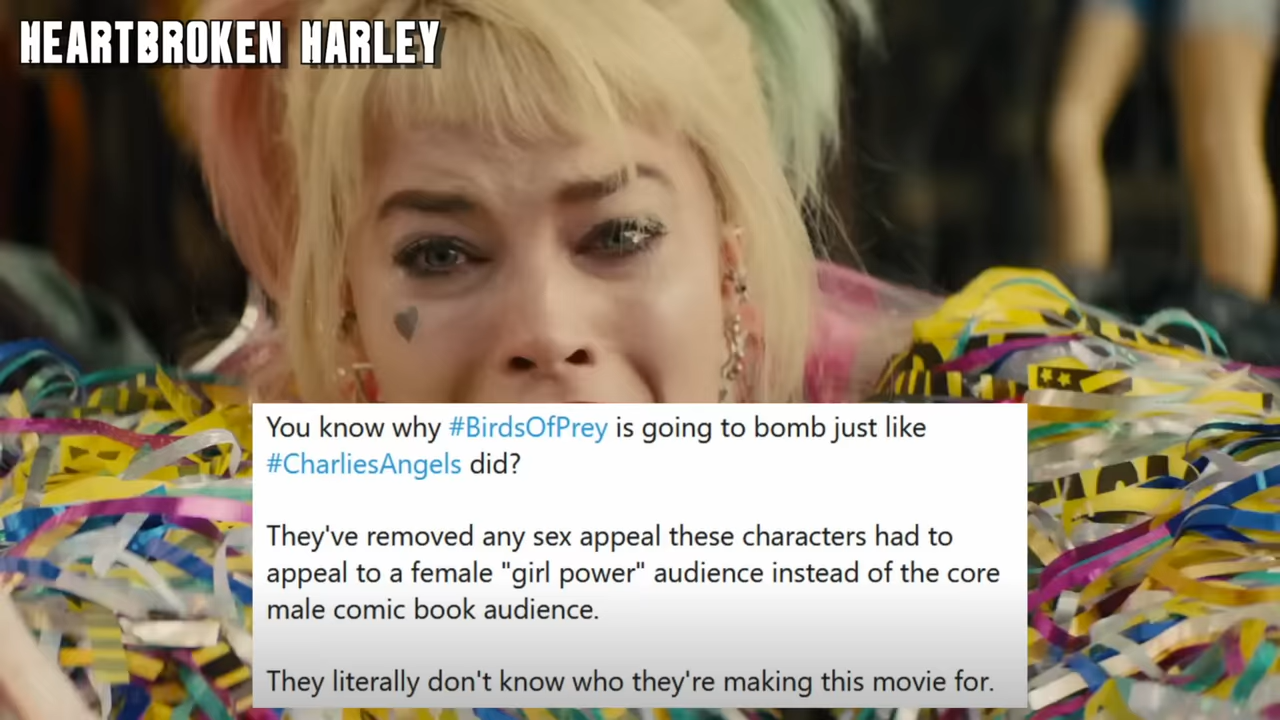 HEARTBROKEN HARLEY
You know why #BirdsOfPrey is going to bomb just like
#CharliesAngels did?
They've removed any sex appeal these characters had to
appeal to a female "girl power" audience instead of the core
male comic book audience.
They literally don't know who they're making this movie for.